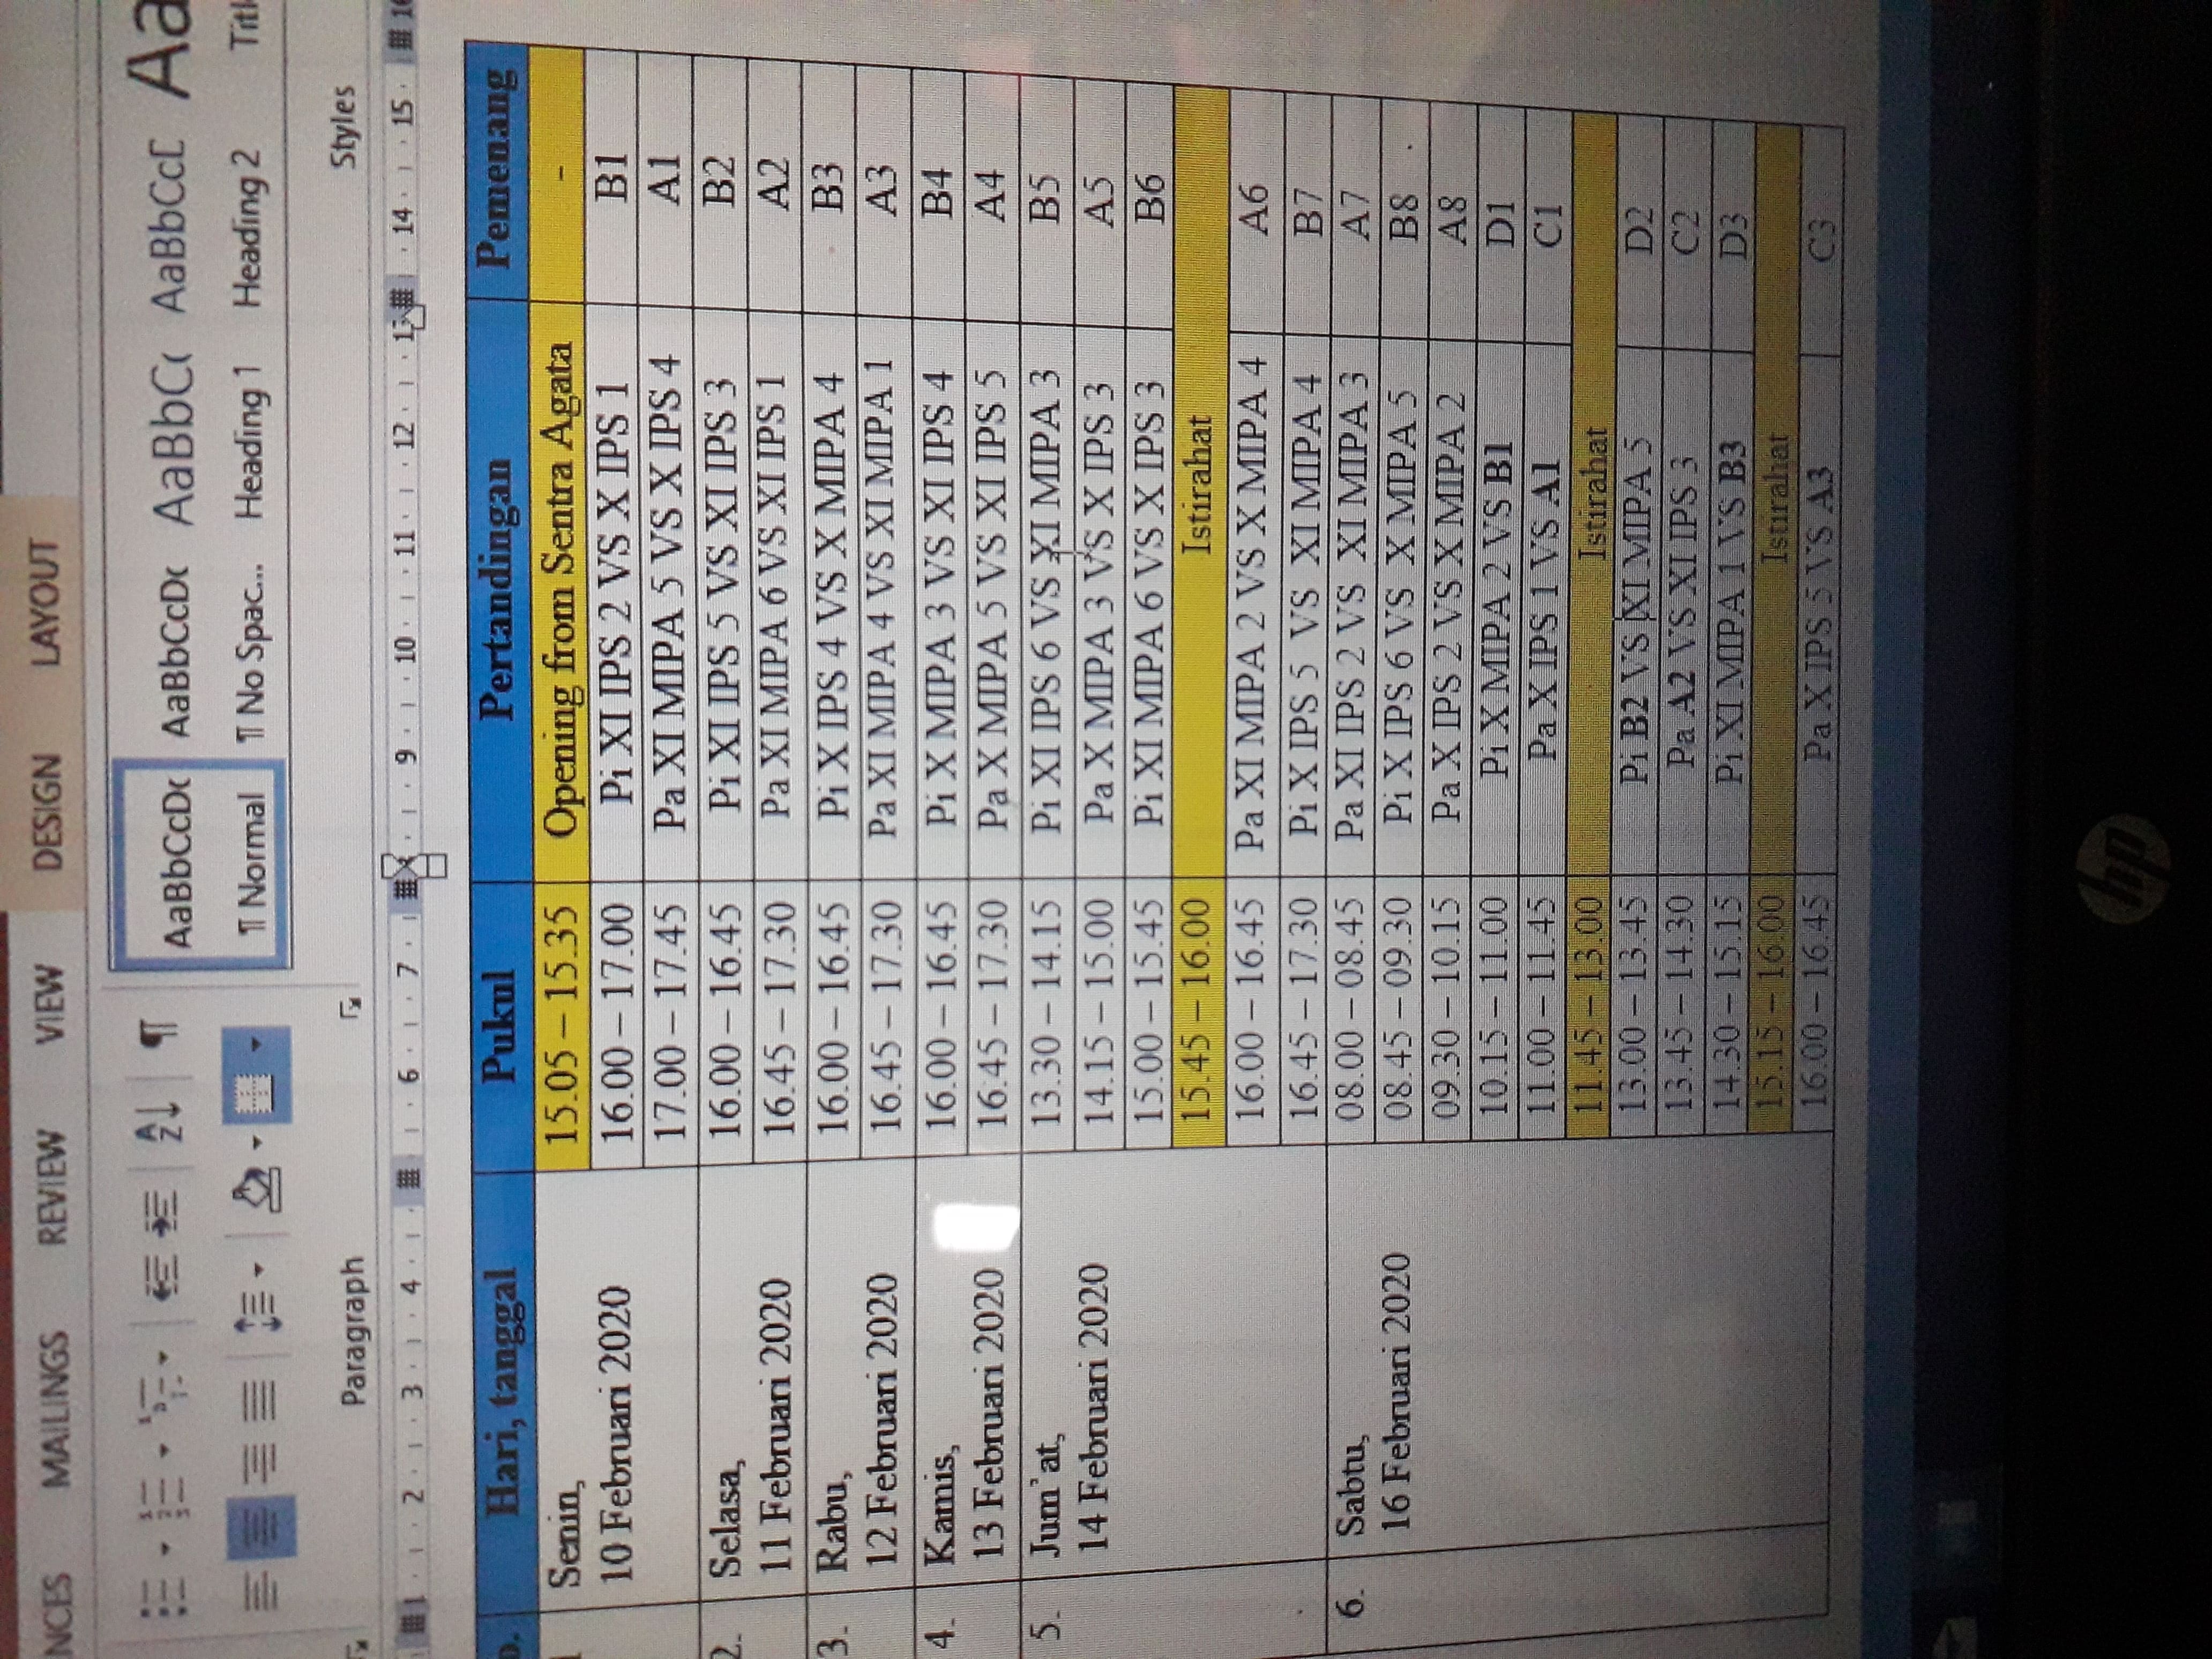 NCES MAILINGS REVIEW VIEW DESIGN LAYOUT
AaBbCcDc AaBbCcDc AaBbC( AaBbCcD Aa
¶ Normal ¶ No Spac... Heading 1 Heading 2 Titl
Paragraph Styles
1 2 3 4 6 7 9 10 11 12 13 14 15 16
Hari, tanggal Pukul Pertandingan Pemenang
Senin, 15.05 – 15.35 Opening from Sentra Agata -
10 Februari 2020 16.00 – 17.00 Pi XI IPS 2 VS X IPS 1 B1
17.00 – 17.45 Pa XI MIPA 5 VS X IPS 4 A1
2. Selasa, 16.00 – 16.45 Pi XI IPS 5 VS XI IPS 3 B2
11 Februari 2020 16.45 – 17.30 Pa XI MIPA 6 VS XI IPS 1 A2
3. Rabu, 16.00 – 16.45 Pi X IPS 4 VS X MIPA 4 B3
12 Februari 2020 16.45 – 17.30 Pa XI MIPA 4 VS XI MIPA 1 A3
4. Kamis, 16.00 – 16.45 Pi X MIPA 3 VS XI IPS 4 B4
13 Februari 2020 16.45 – 17.30 Pa X MIPA 5 VS XI IPS 5 A4
5. Jum'at, 13.30 – 14.15 Pi XI IPS 6 VS XI MIPA 3 B5
14 Februari 2020 14.15 – 15.00 Pa X MIPA 3 VS X IPS 3 A5
15.00 – 15.45 Pi XI MIPA 6 VS X IPS 3 B6
15.45 – 16.00 Istirahat
16.00 – 16.45 Pa XI MIPA 2 VS X MIPA 4 A6
16.45 – 17.30 Pi X IPS 5 VS XI MIPA 4 B7
6. Sabtu, 08.00 – 08.45 Pa XI IPS 2 VS XI MIPA 3 A7
16 Februari 2020 08.45 – 09.30 Pi X IPS 6 VS X MIPA 5 B8
09.30 – 10.15 Pa X IPS 2 VS X MIPA 2 A8
10.15 – 11.00 Pi X MIPA 2 VS B1 D1
11.00 – 11.45 Pa X IPS 1 VS A1 C1
11.45 – 13.00 Istirahat
13.00 – 13.45 Pi B2 VS XI MIPA 5 D2
13.45 – 14.30 Pa A2 VS XI IPS 3 C2
14.30 – 15.15 Pi XI MIPA 1 VS B3 D3
15.15 – 16.00 Istirahat
16.00 – 16.45 Pa X IPS 5 VS A3 C3
hp